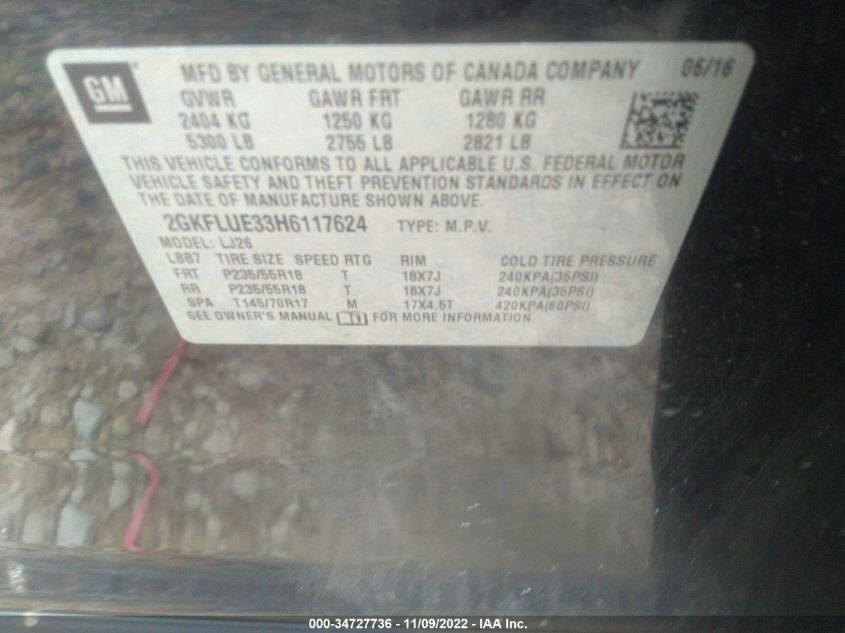 GM MFD BY GENERAL MOTORS OF CANADA COMPANY 06/16
GVWR GAWR FRT GAWR RR
2404 KG 1250 KG 1280 KG
5300 LB 2755 LB 2821 LB
THIS VEHICLE CONFORMS TO ALL APPLICABLE U.S. FEDERAL MOTOR
VEHICLE SAFETY AND THEFT PREVENTION STANDARDS IN EFFECT ON
THE DATE OF MANUFACTURE SHOWN ABOVE.
2GKFLUE33H6117624 TYPE: M.P.V.
MODEL: LJ26
LBB7 TIRE SIZE SPEED RTG RIM COLD TIRE PRESSURE
FRT P235/55R18 T 18X7J 240KPA(35PSI)
RR P235/55R18 T 18X7J 240KPA(35PSI)
SPA T145/70R17 M 17X4.5T 420KPA(60PSI)
SEE OWNER'S MANUAL FOR MORE INFORMATION.
000-34727736 - 11/09/2022 - IAA Inc.